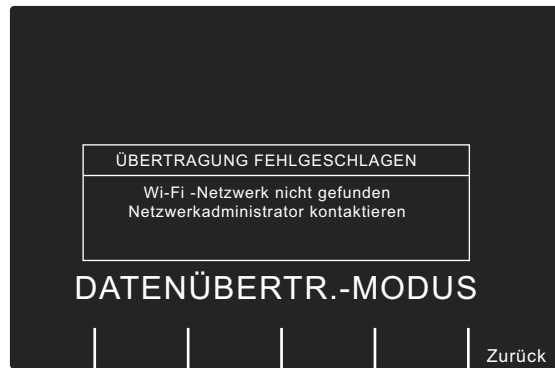 ÜBERTRAGUNG FEHLGESCHLAGEN
Wi-Fi -Netzwerk nicht gefunden
Netzwerkadministrator kontaktieren
DATENÜBERTR.-MODUS
Zurück